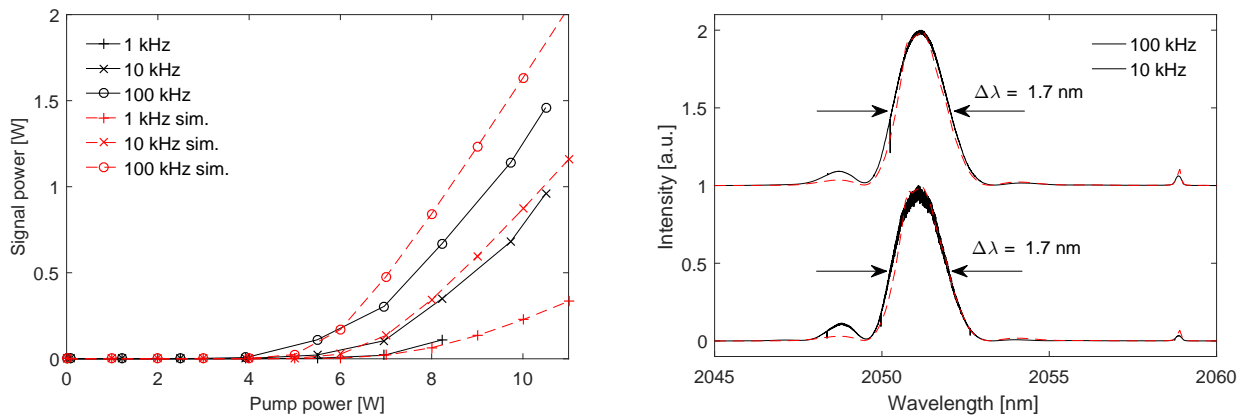 2
1.5
1
0.5
0
0
2
4
6
8
10
Signal power [W]
Pump power [W]
1 kHz
10 kHz
100 kHz
1 kHz sim.
10 kHz sim.
100 kHz sim.
2
1.5
1
0.5
0
2045
2050
2055
2060
Intensity [a.u.]
Wavelength [nm]
100 kHz
10 kHz
Δλ = 1.7 nm
Δλ = 1.7 nm